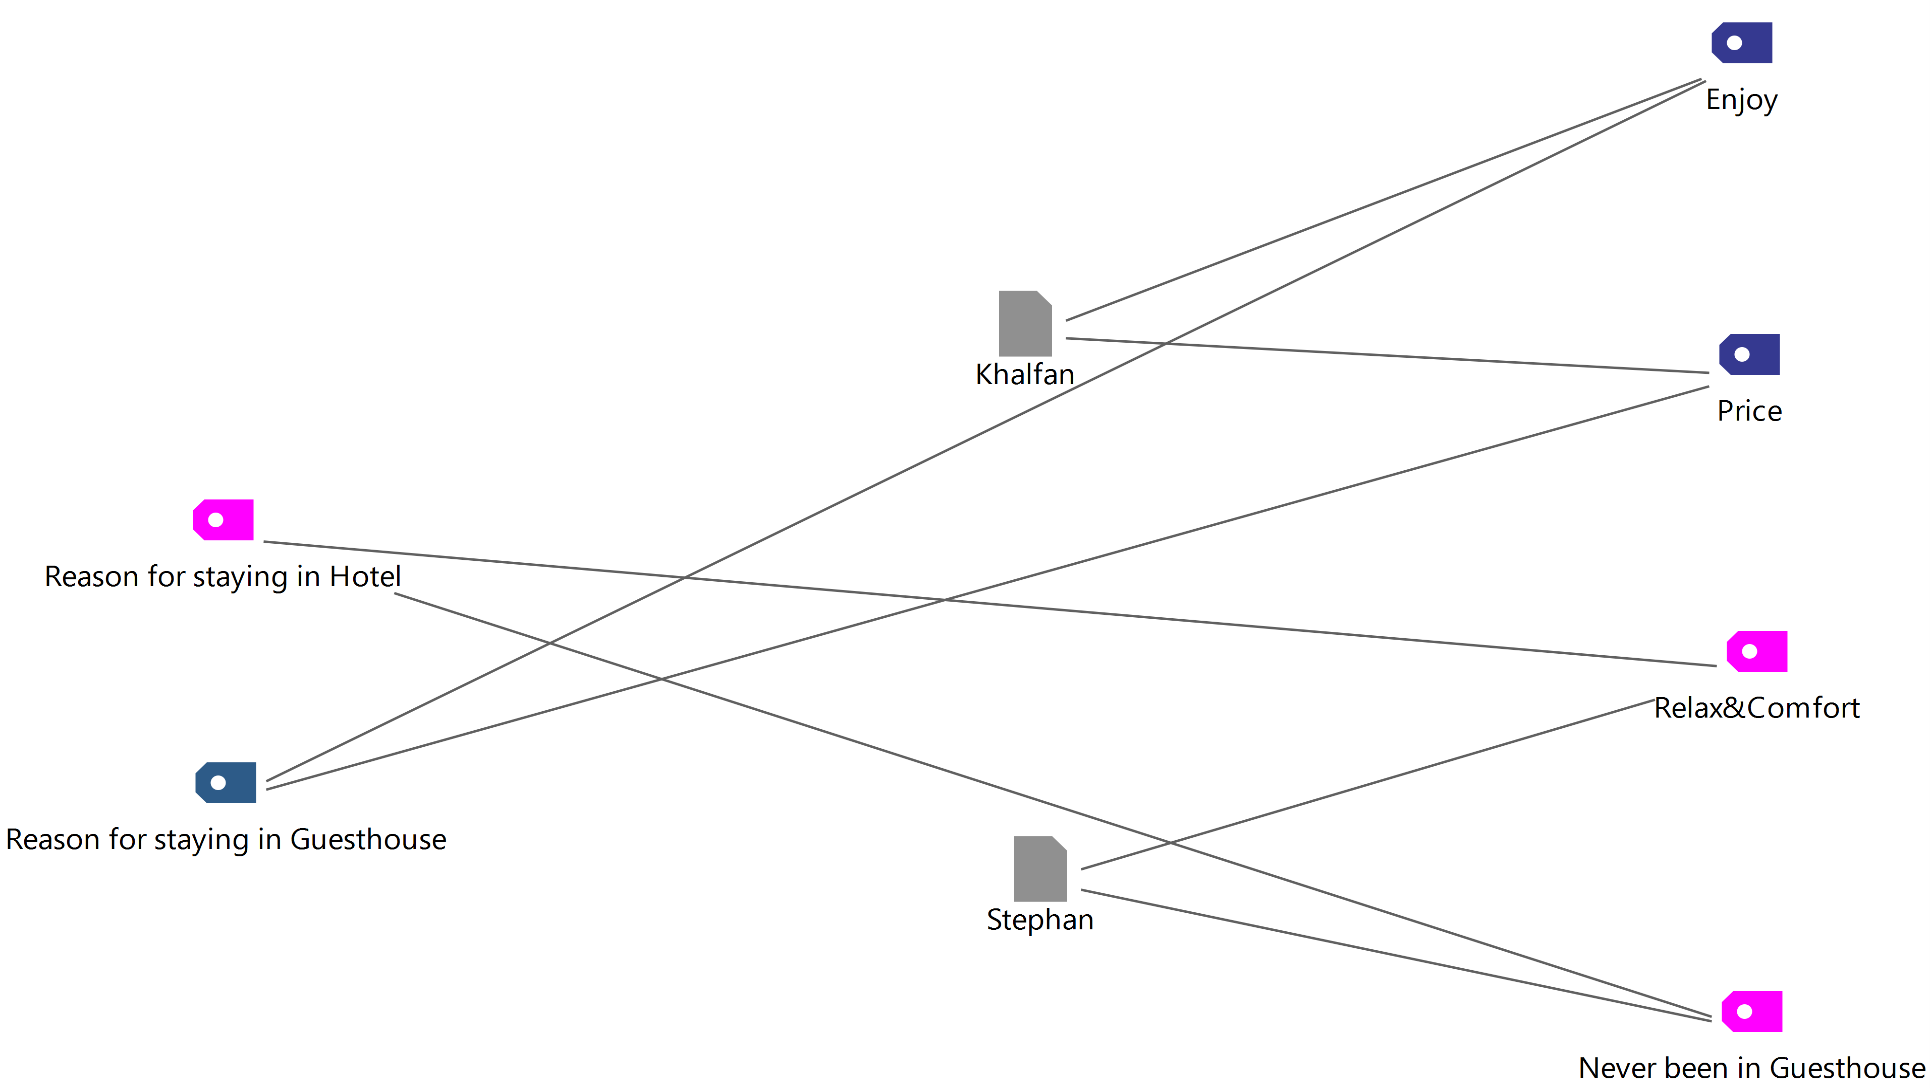 Enjoy
Khalfan
Price
Reason for staying in Hotel
Relax&Comfort
Reason for staying in Guesthouse
Stephan
Never been in Guesthouse